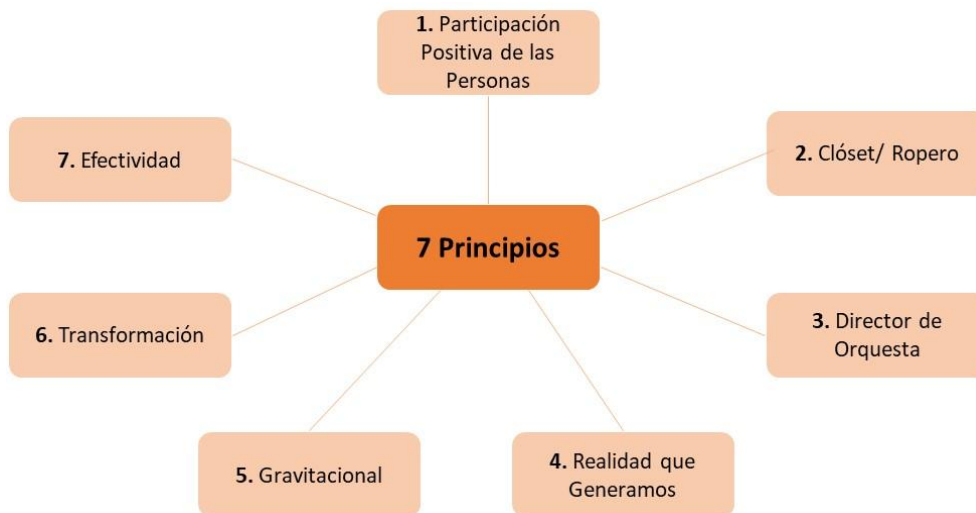 1. Participación
Positiva de las
Personas
7. Efectividad
2. Clóset/ Ropero
7 Principios
6. Transformación
3. Director de
Orquesta
5. Gravitacional
4. Realidad que
Generamos